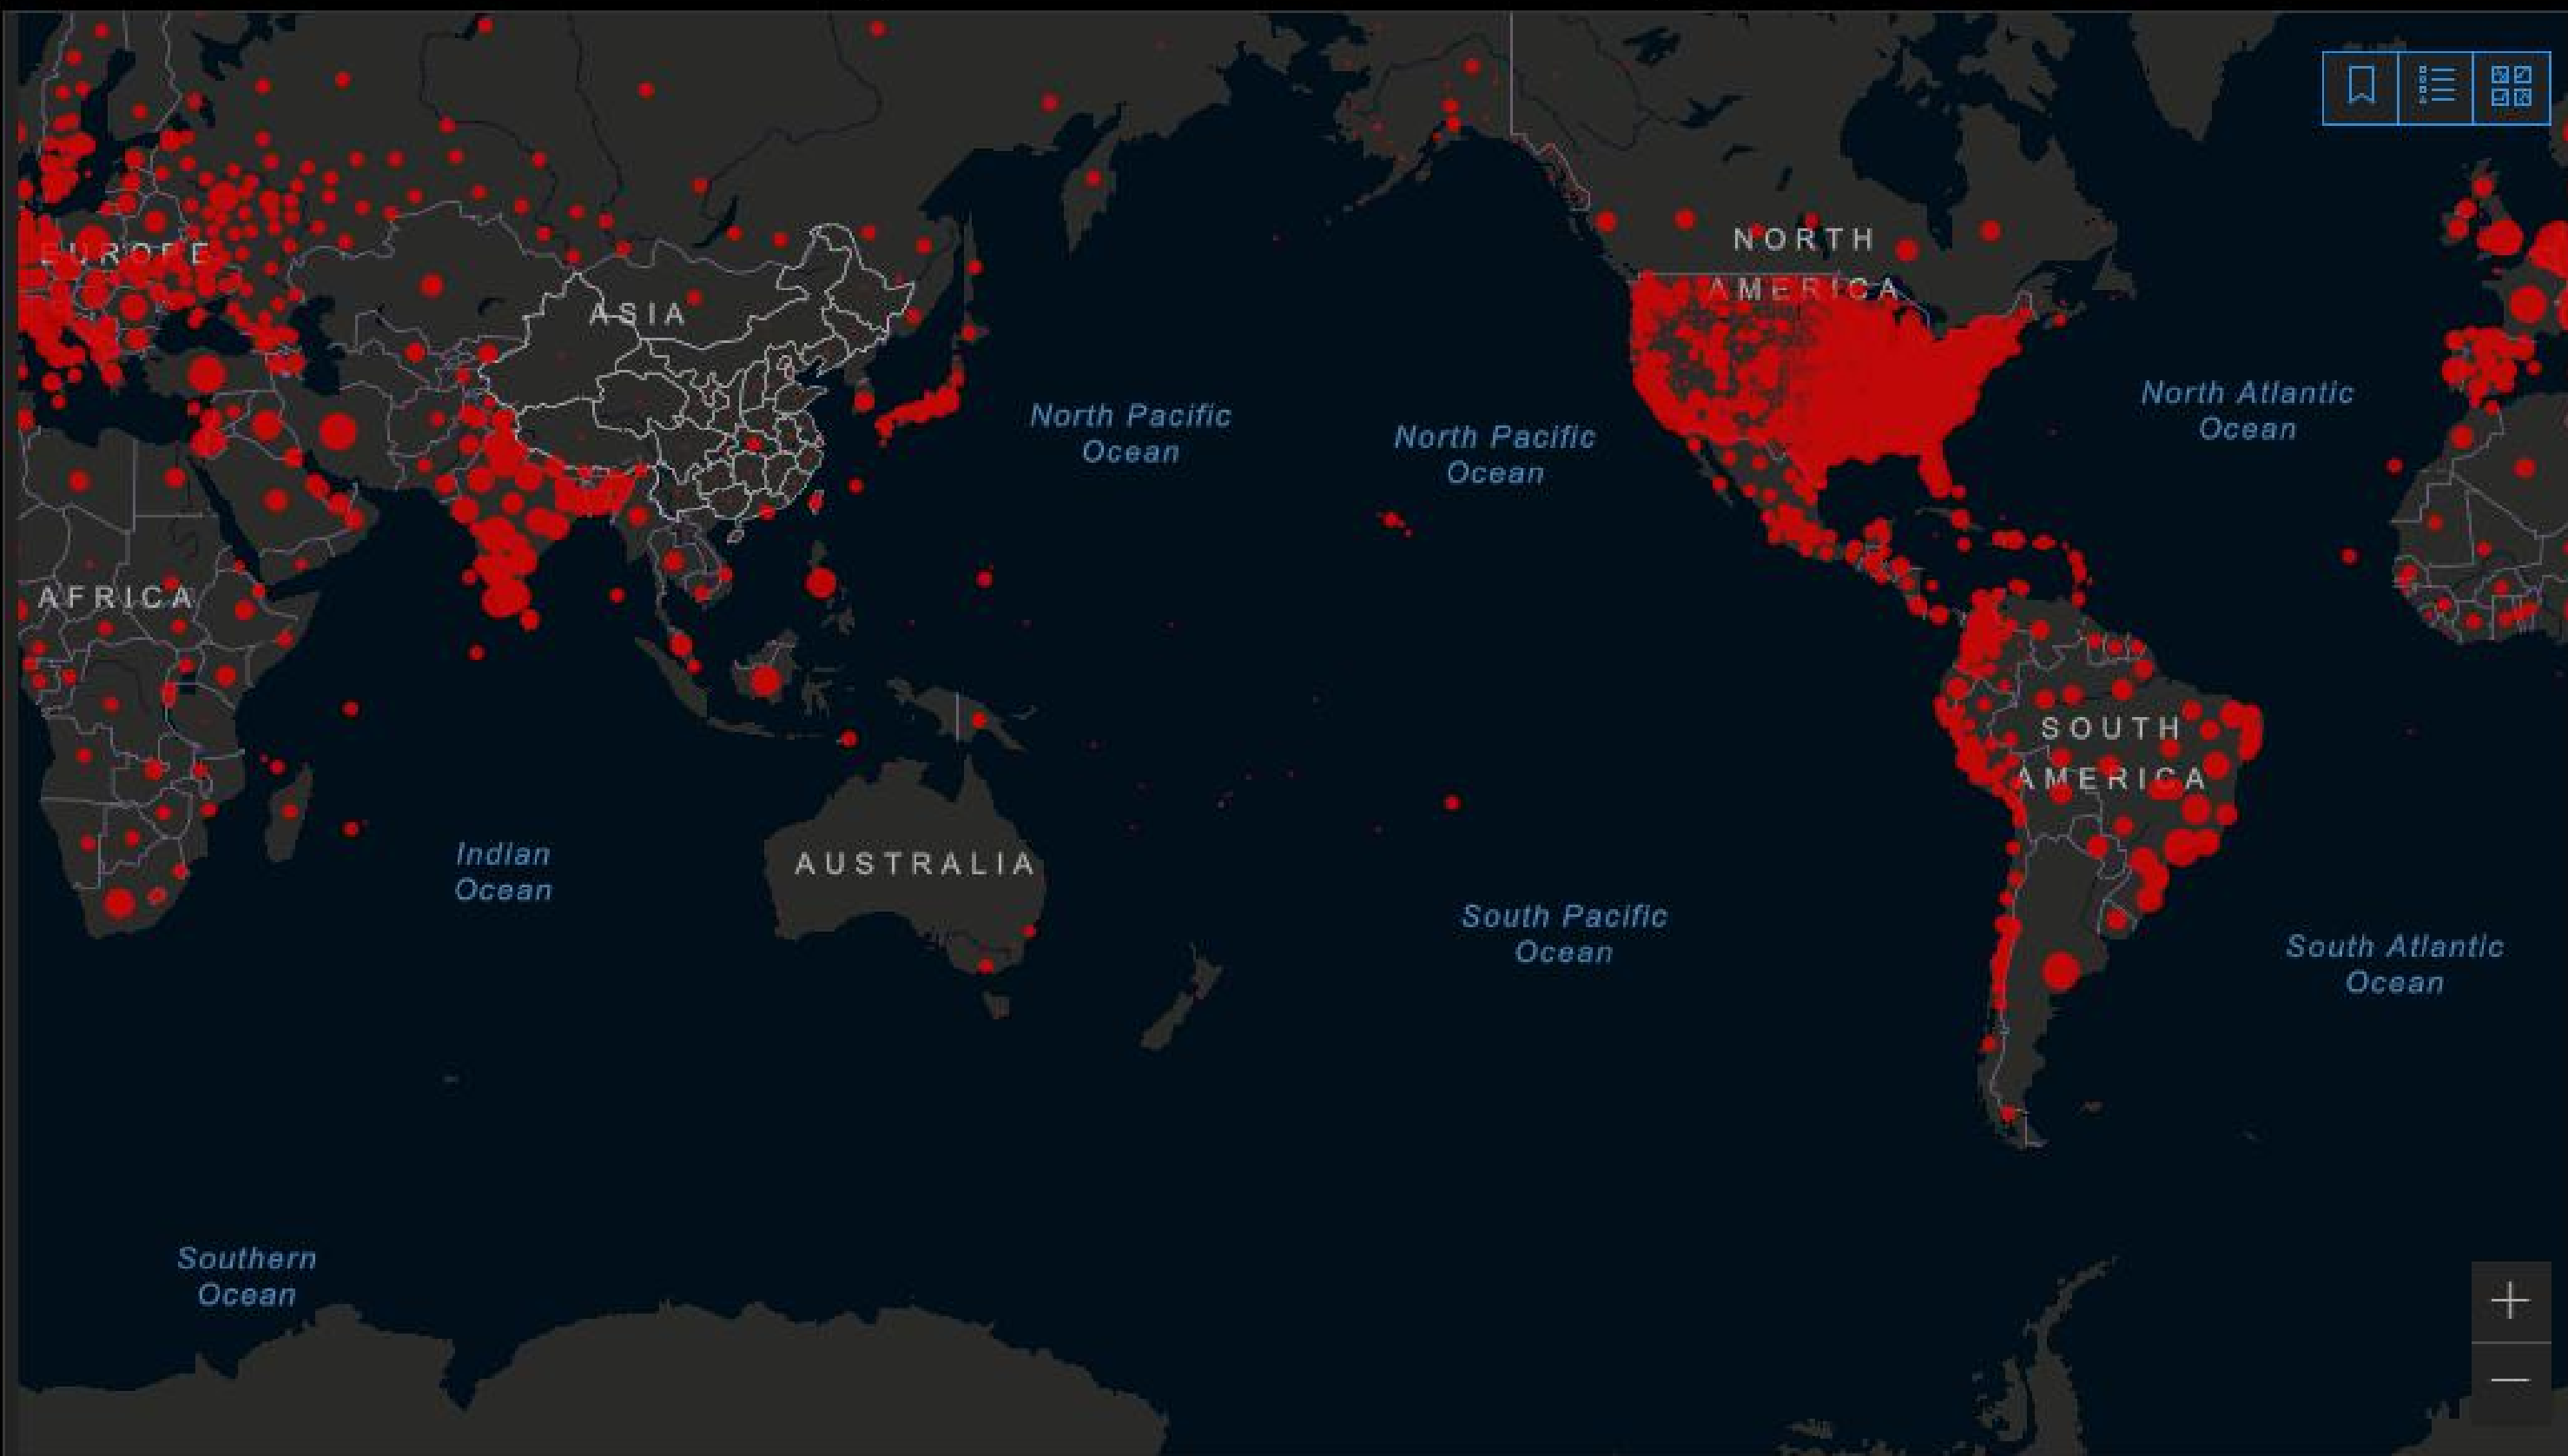 EUROPE
ASIA
NORTH
AMERICA
North Pacific
Ocean
North Pacific
Ocean
North Atlantic
Ocean
AFRICA
SOUTH
AMERICA
Indian
Ocean
AUSTRALIA
South Pacific
Ocean
South Atlantic
Ocean
Southern
Ocean